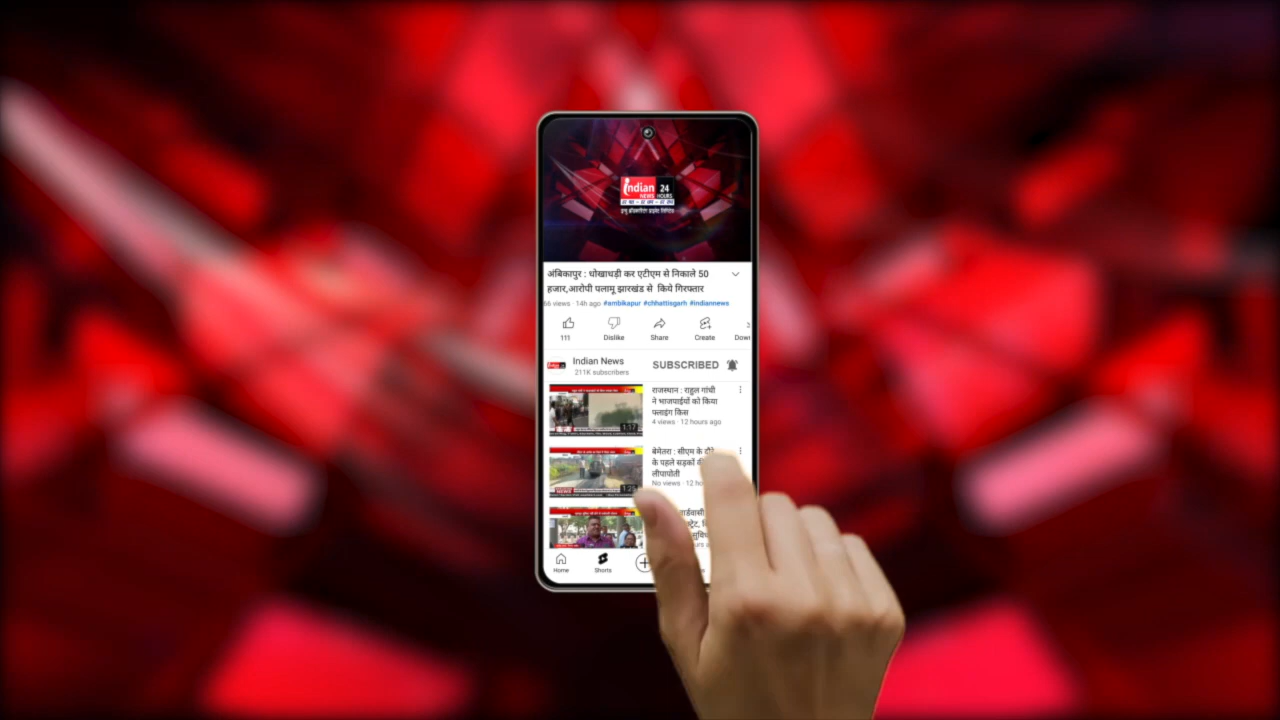 indian 24
NEWS HOURS
अंबिकापुर : धोखाधड़ी कर एटीएम से निकाले 50
हजार,आरोपी पलामू झारखंड से किये गिरफ्तार
66 views · 14h ago #ambikapur #chhattisgarh #indiannews
111
Dislike
Share
Create
Indian News
211K subscribers
SUBSCRIBED
राजस्थान : राहुल गांधी
ने भाजपाईयों को किया
फ्लाइंग किस
4 views · 12 hours ago
1:17
बेमेतरा : सीएम के दौरे
के पहले सड़कों
लीपापोती
No views · 12
Home
Shorts